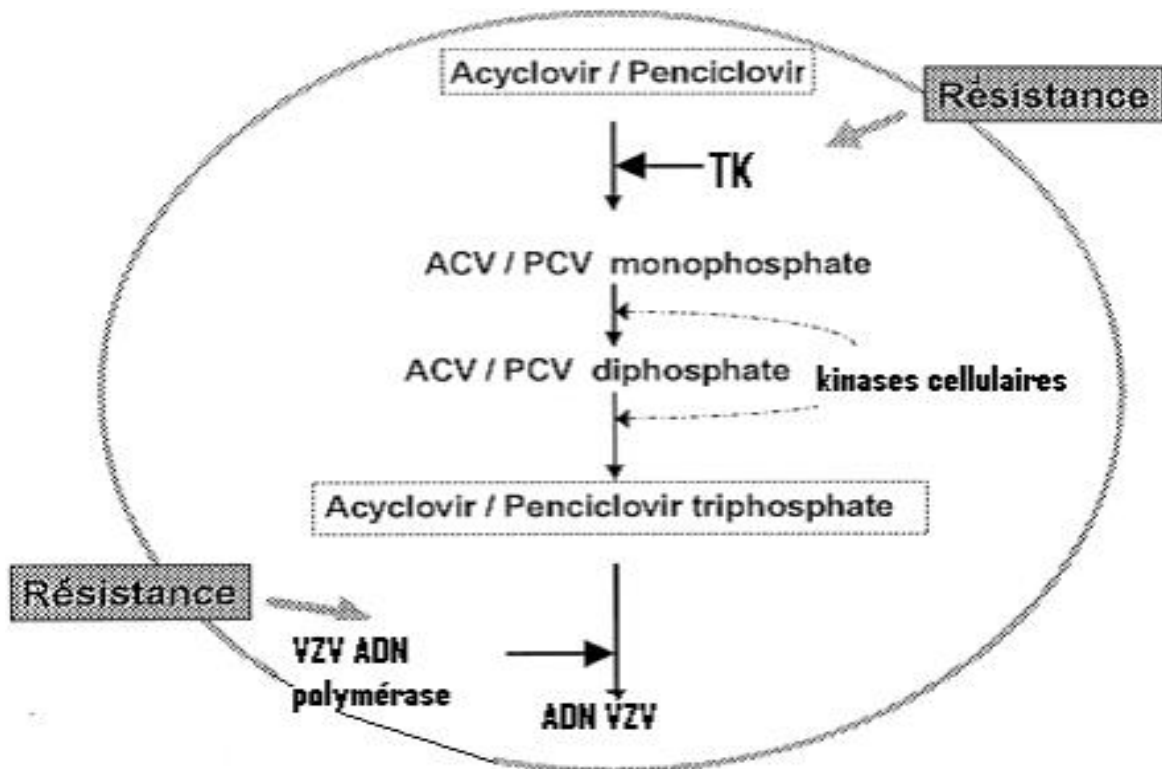 Acyclovir / Penciclovir
Résistance
TK
ACV / PCV monophosphate
ACV / PCV diphosphate
kinases cellulaires
Acyclovir / Penciclovir triphosphate
Résistance
VZV ADN
polymérase
ADN VZV